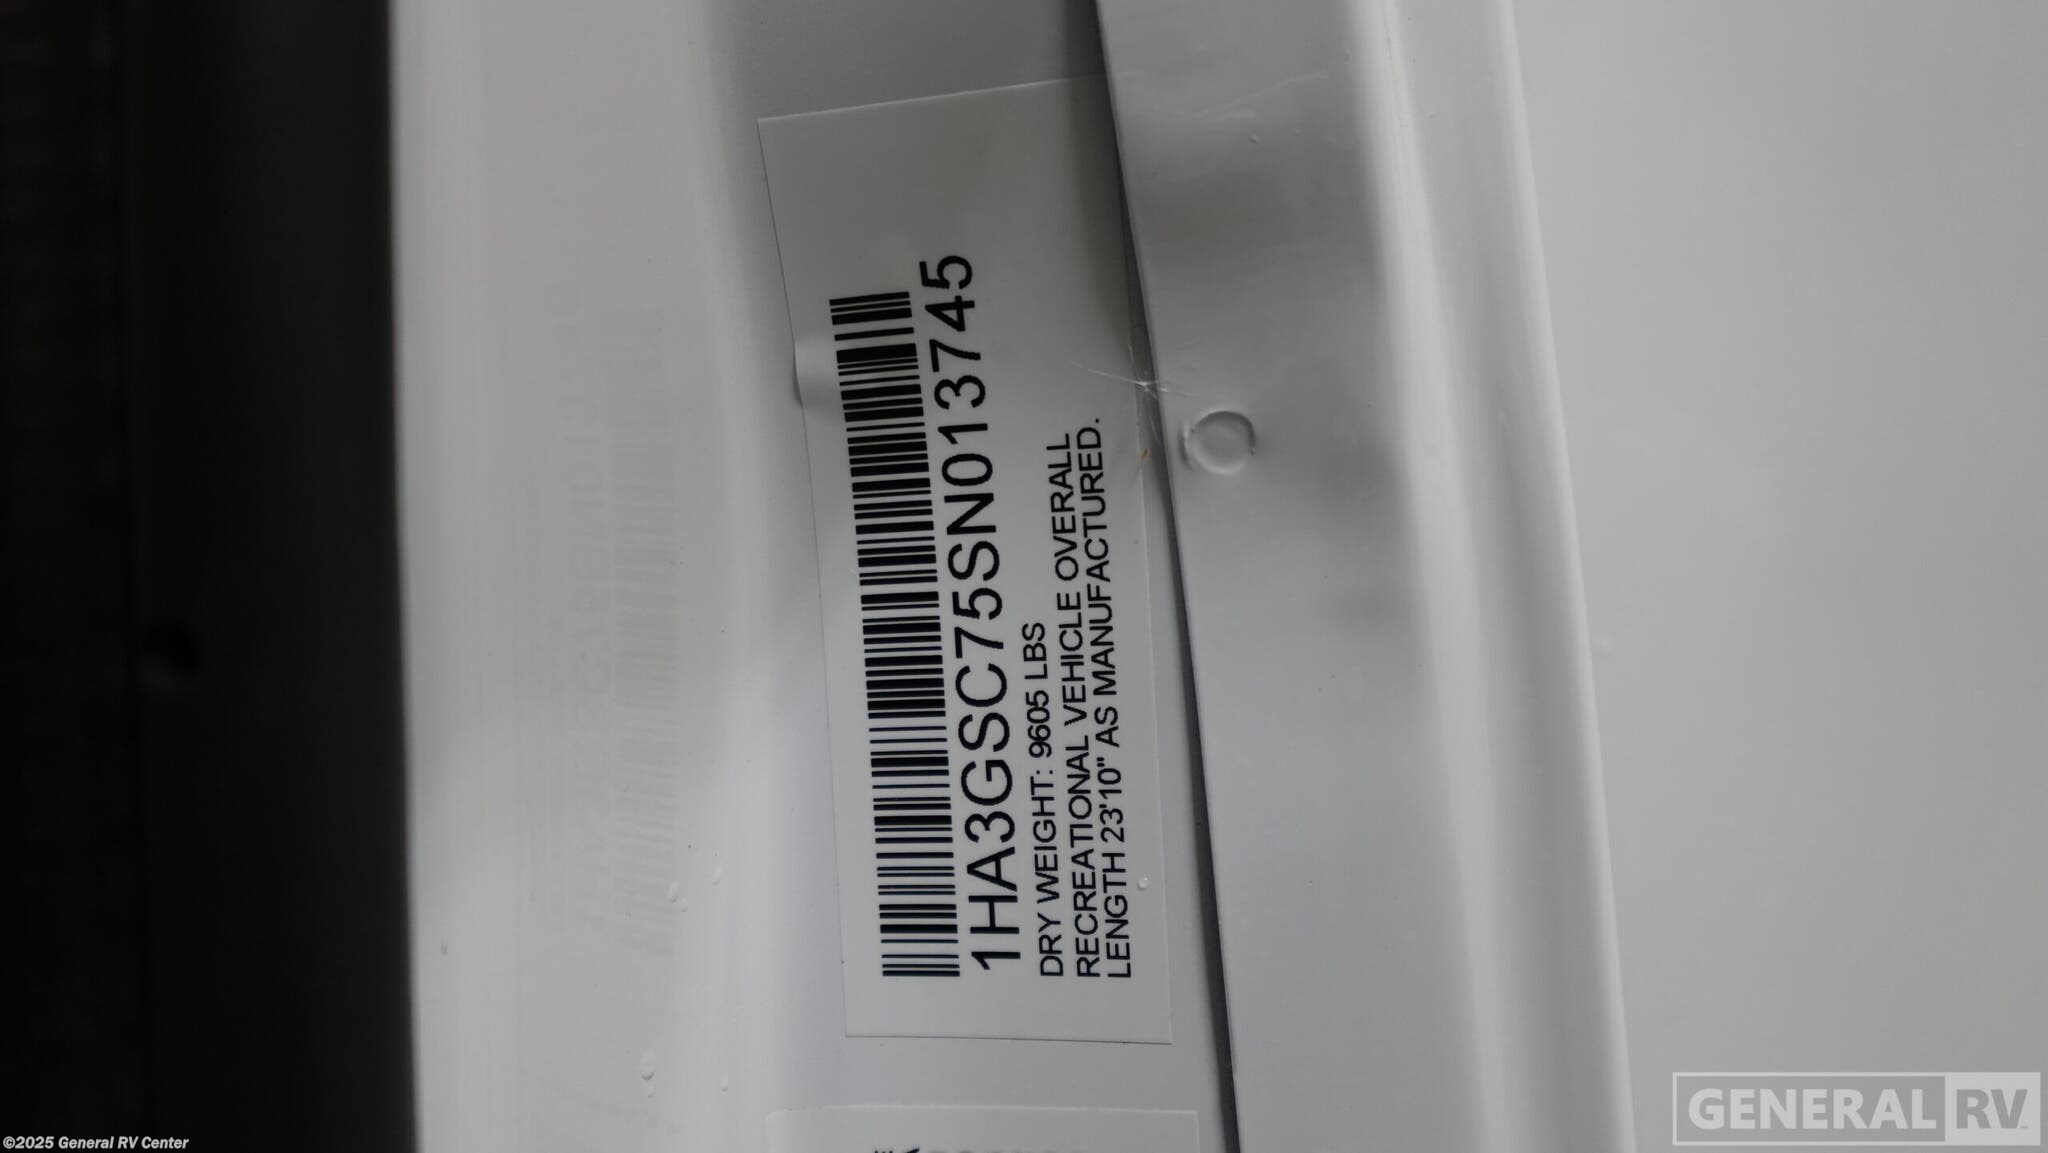 1HA3GSC75SN013745
DRY WEIGHT: 9605 LBS
RECREATIONAL VEHICLE OVERALL
LENGTH 23'10" AS MANUFACTURED.
GENERAL RV
©2025 General RV Center